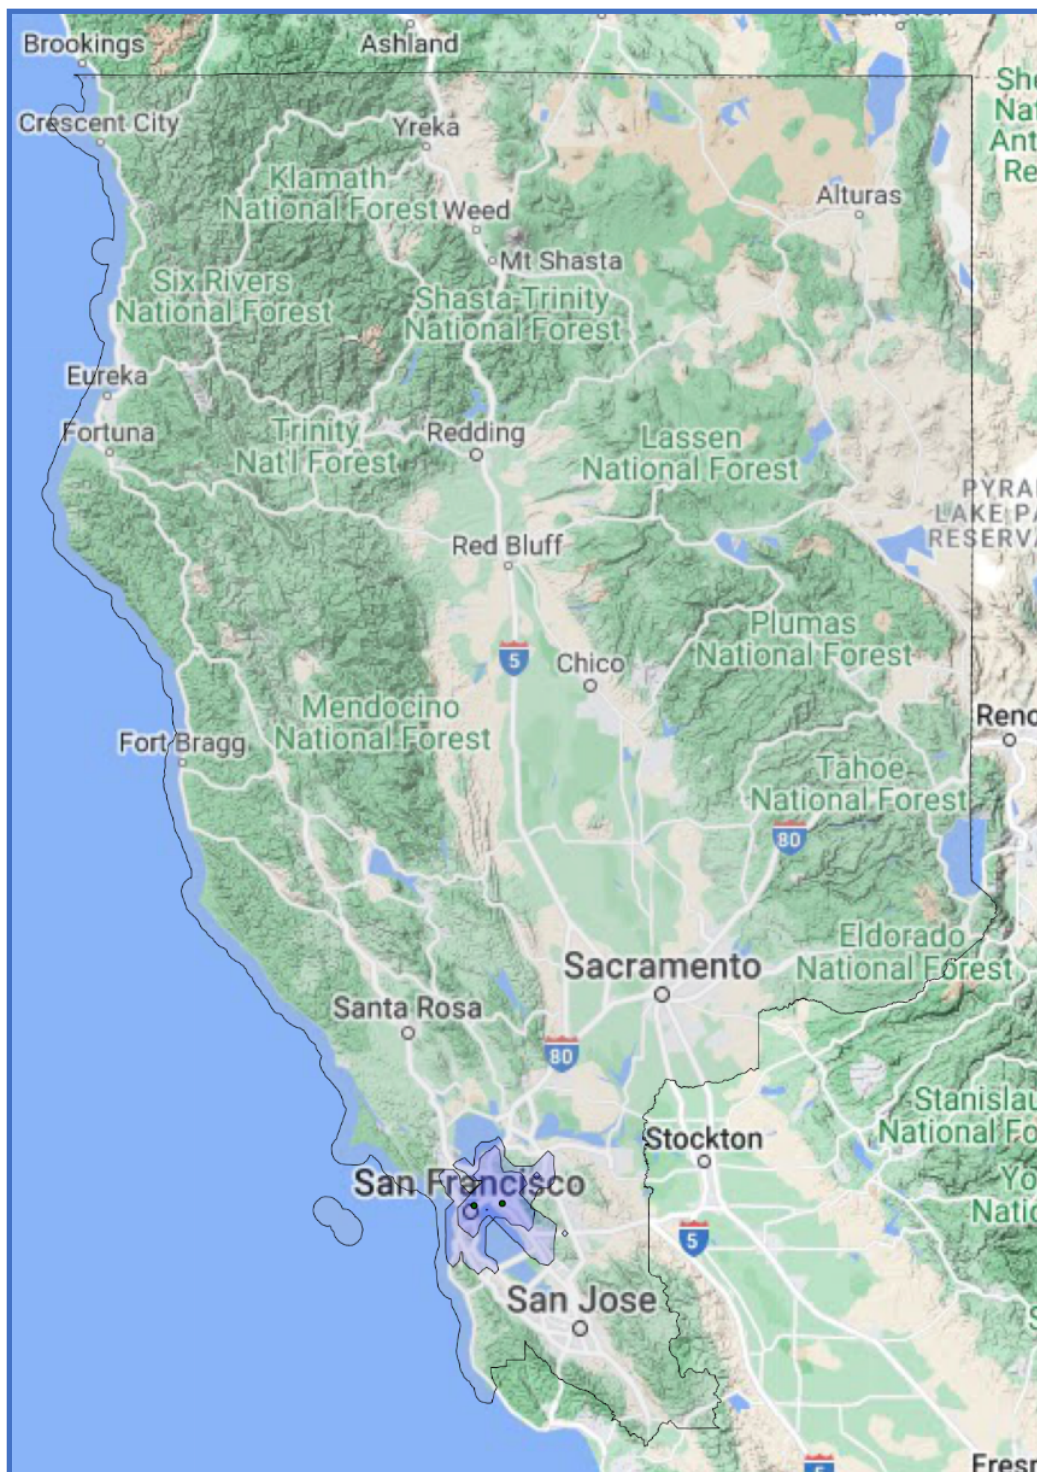 Brookings
Ashland
Crescent City
Yreka
Klamath
National Forest
Weed
Alturas
Mt Shasta
Six Rivers
National Forest
Shasta-Trinity
National Forest
Eureka
Fortuna
Trinity
Nat'l Forest
Redding
Lassen
National Forest
Red Bluff
Plumas
National Forest
5
Chico
Mendocino
National Forest
Fort Bragg
Tahoe
National Forest
80
Eldorado
National Forest
Sacramento
Santa Rosa
80
National Fo
Stockton
San Francisco
5
San Jose
5